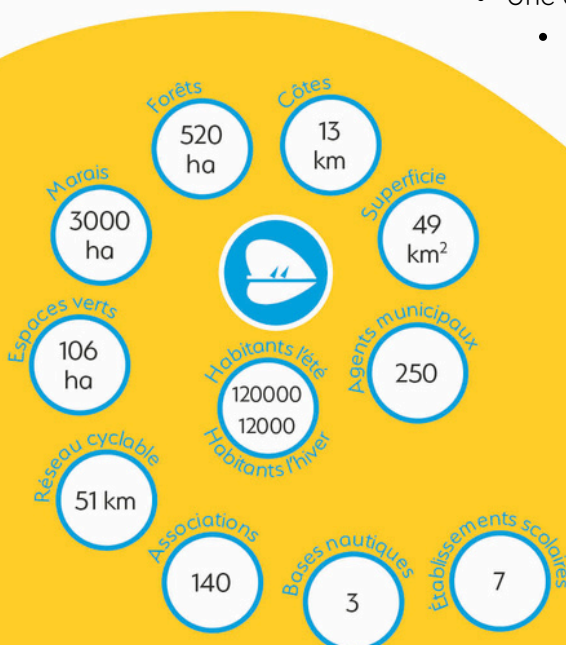 Une
Forêts
520
ha
Côtes
13
km
Marais
3000
ha
Superficie
49
km²
Espaces verts
106
ha
Habitants l'été
120000
12000
Habitants l'hiver
Agents municipaux
250
Réseau cyclable
51 km
Associations
140
Bases nautiques
3
Établissements scolaires
7